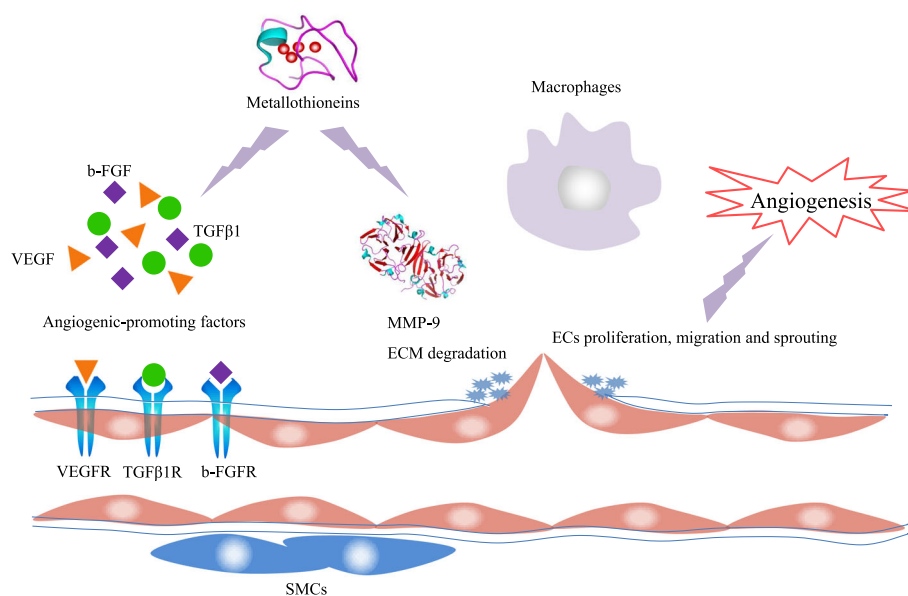 Metallothioneins
Macrophages
b-FGF
TGFβ1
VEGF
Angiogenesis
Angiogenic-promoting factors
MMP-9
ECM degradation
ECs proliferation, migration and sprouting
VEGFR
TGFβ1R
b-FGFR
SMCs